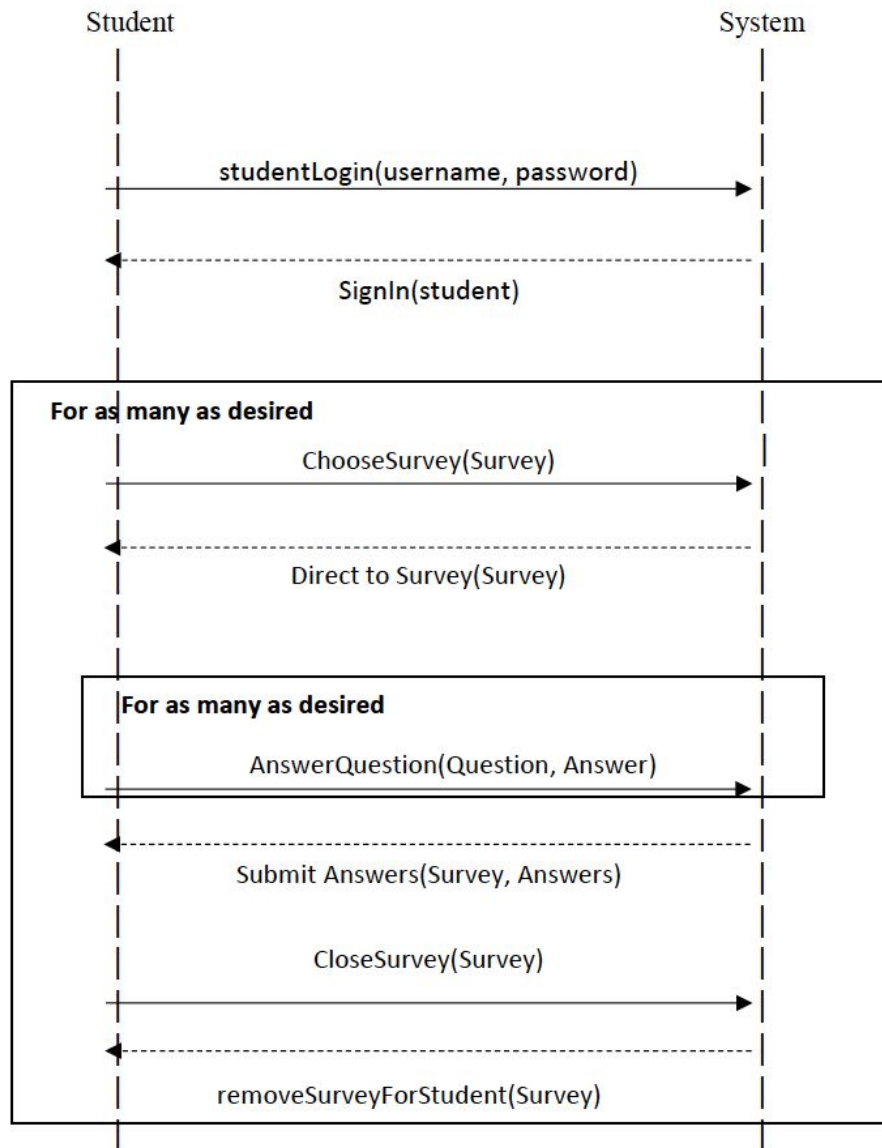 Student
System
studentLogin(username, password)
SignIn(student)
For as many as desired
ChooseSurvey(Survey)
Direct to Survey(Survey)
For as many as desired
AnswerQuestion(Question, Answer)
Submit Answers(Survey, Answers)
CloseSurvey(Survey)
removeSurveyForStudent(Survey)